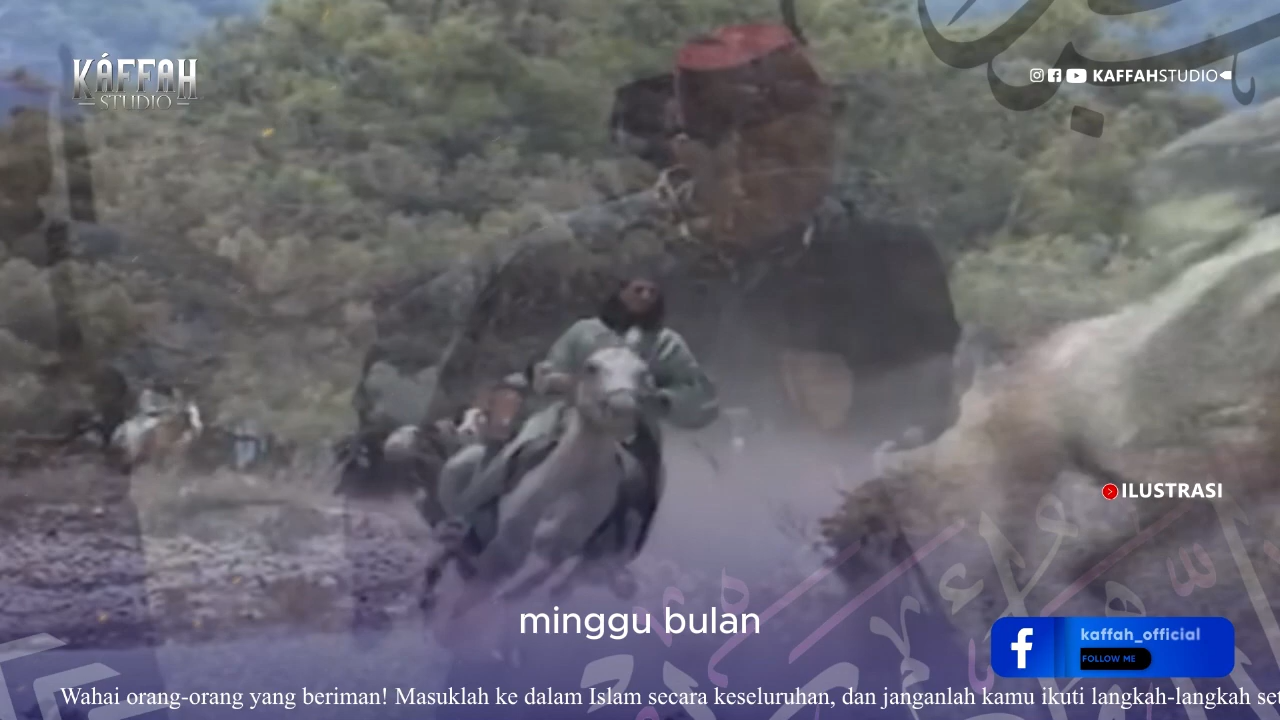 KÁFFAH
STUDIO
KAFFAHSTUDIO
ILUSTRASI
minggu bulan
kaffah_official
FOLLOW ME
Wahai orang-orang yang beriman! Masuklah ke dalam Islam secara keseluruhan, dan janganlah kamu ikuti langkah-langkah se